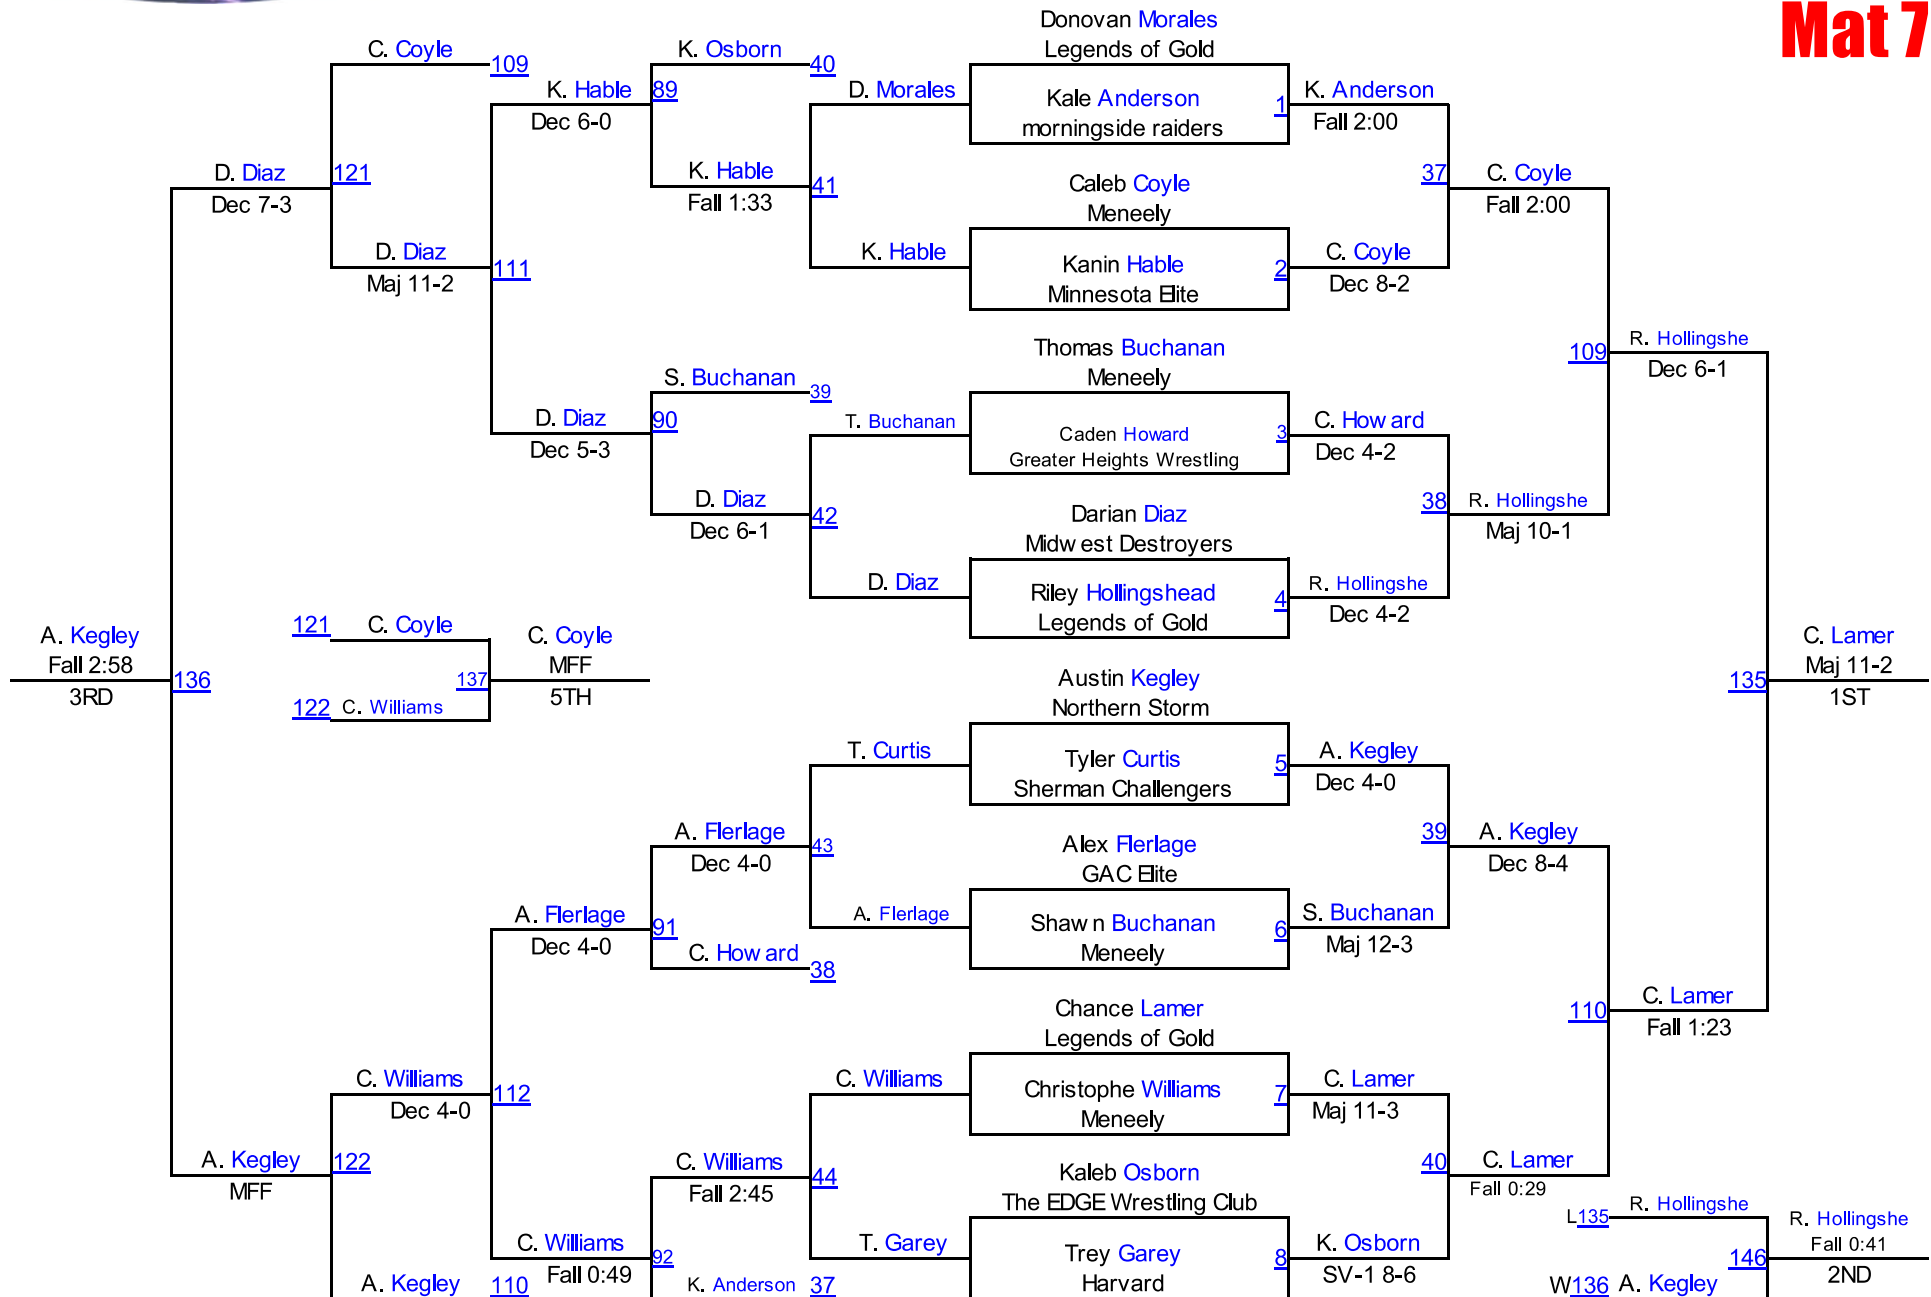 Mat 7
Donovan Morales
Legends of Gold
Kale Anderson
morningside raiders
1
Caleb Coyle
Meneely
Kanin Hable
Minnesota Elite
2
Thomas Buchanan
Meneely
Caden Howard
Greater Heights Wrestling
3
Darian Diaz
Midwest Destroyers
Riley Hollingshead
Legends of Gold
4
Austin Kegley
Northern Storm
Tyler Curtis
Sherman Challengers
5
Alex Flerlage
GAC Elite
Shawn Buchanan
Meneely
6
Chance Lamer
Legends of Gold
Christophe Williams
Meneely
7
Kaleb Osborn
The EDGE Wrestling Club
Trey Garey
Harvard
8
K. Anderson
Fall 2:00
37
C. Coyle
Dec 8-2
C. Howard
Dec 4-2
38
R. Hollingshe
Dec 4-2
A. Kegley
Dec 4-0
39
S. Buchanan
Maj 12-3
C. Lamer
Maj 11-3
40
K. Osborn
SV-1 8-6
C. Coyle
Fall 2:00
109
R. Hollingshe
Maj 10-1
A. Kegley
Dec 8-4
110
C. Lamer
Fall 0:29
R. Hollingshe
Dec 6-1
135
C. Lamer
Fall 1:23
C. Lamer
Maj 11-2
1ST
L135 R. Hollingshe
146
W136 A. Kegley
R. Hollingshe
Fall 0:41
2ND
D. Morales
41
K. Hable
T. Buchanan
42
D. Diaz
T. Curtis
43
A. Flerlage
C. Williams
44
T. Garey
K. Osborn 40
89
K. Hable
Fall 1:33
S. Buchanan 39
90
D. Diaz
Dec 6-1
A. Flerlage
Dec 4-0
91
C. Howard 38
C. Williams
Fall 2:45
92
K. Anderson 37
K. Hable
Dec 6-0
111
D. Diaz
Dec 5-3
A. Flerlage
Dec 4-0
112
C. Williams
Fall 0:49
C. Coyle 109
121
D. Diaz
Maj 11-2
C. Williams
Dec 4-0
122
A. Kegley 110
D. Diaz
Dec 7-3
136
A. Kegley
MFF
A. Kegley
Fall 2:58
3RD
121 C. Coyle
137
122 C. Williams
C. Coyle
MFF
5TH